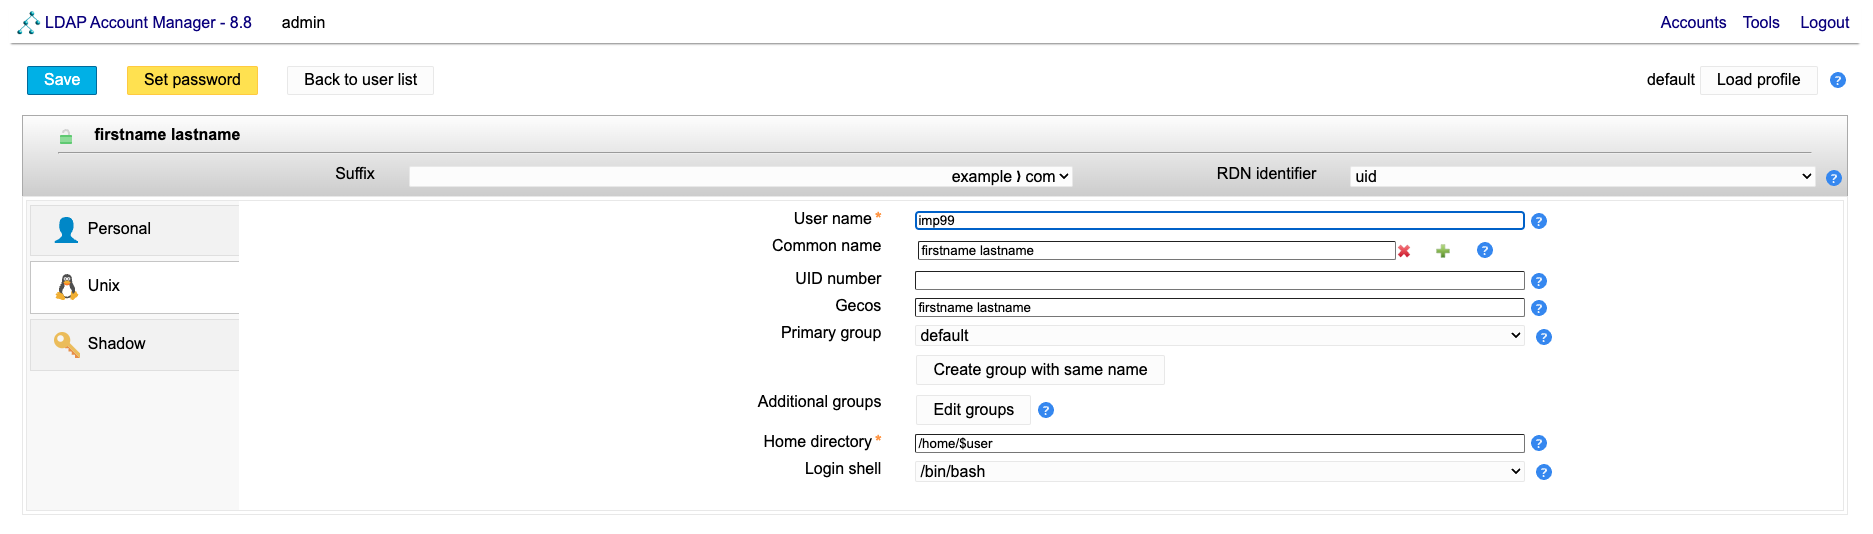 LDAP Account Manager - 8.8 admin Accounts Tools Logout
Save Set password Back to user list default Load profile ?
firstname lastname
Suffix example › com RDN identifier uid ?
Personal
Unix
Shadow
User name * imp99 ?
Common name firstname lastname ?
UID number ?
Gecos firstname lastname ?
Primary group default ?
Create group with same name
Additional groups Edit groups ?
Home directory * /home/$user ?
Login shell /bin/bash ?